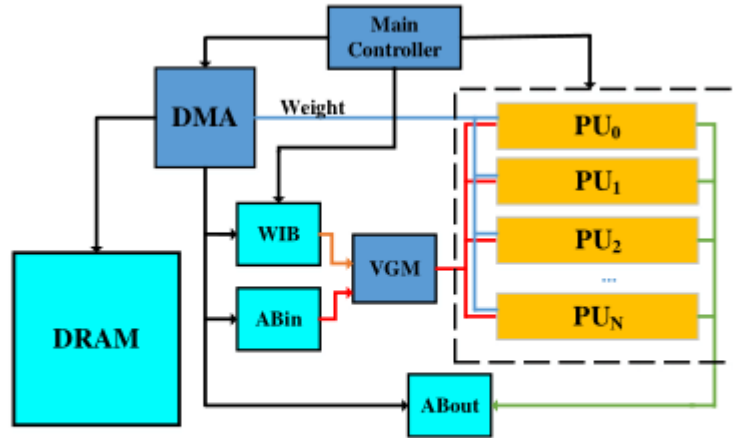 Main
Controller
DMA
Weight
PU0
PU1
WIB
PU2
VGM
...
ABin
PUN
DRAM
ABout